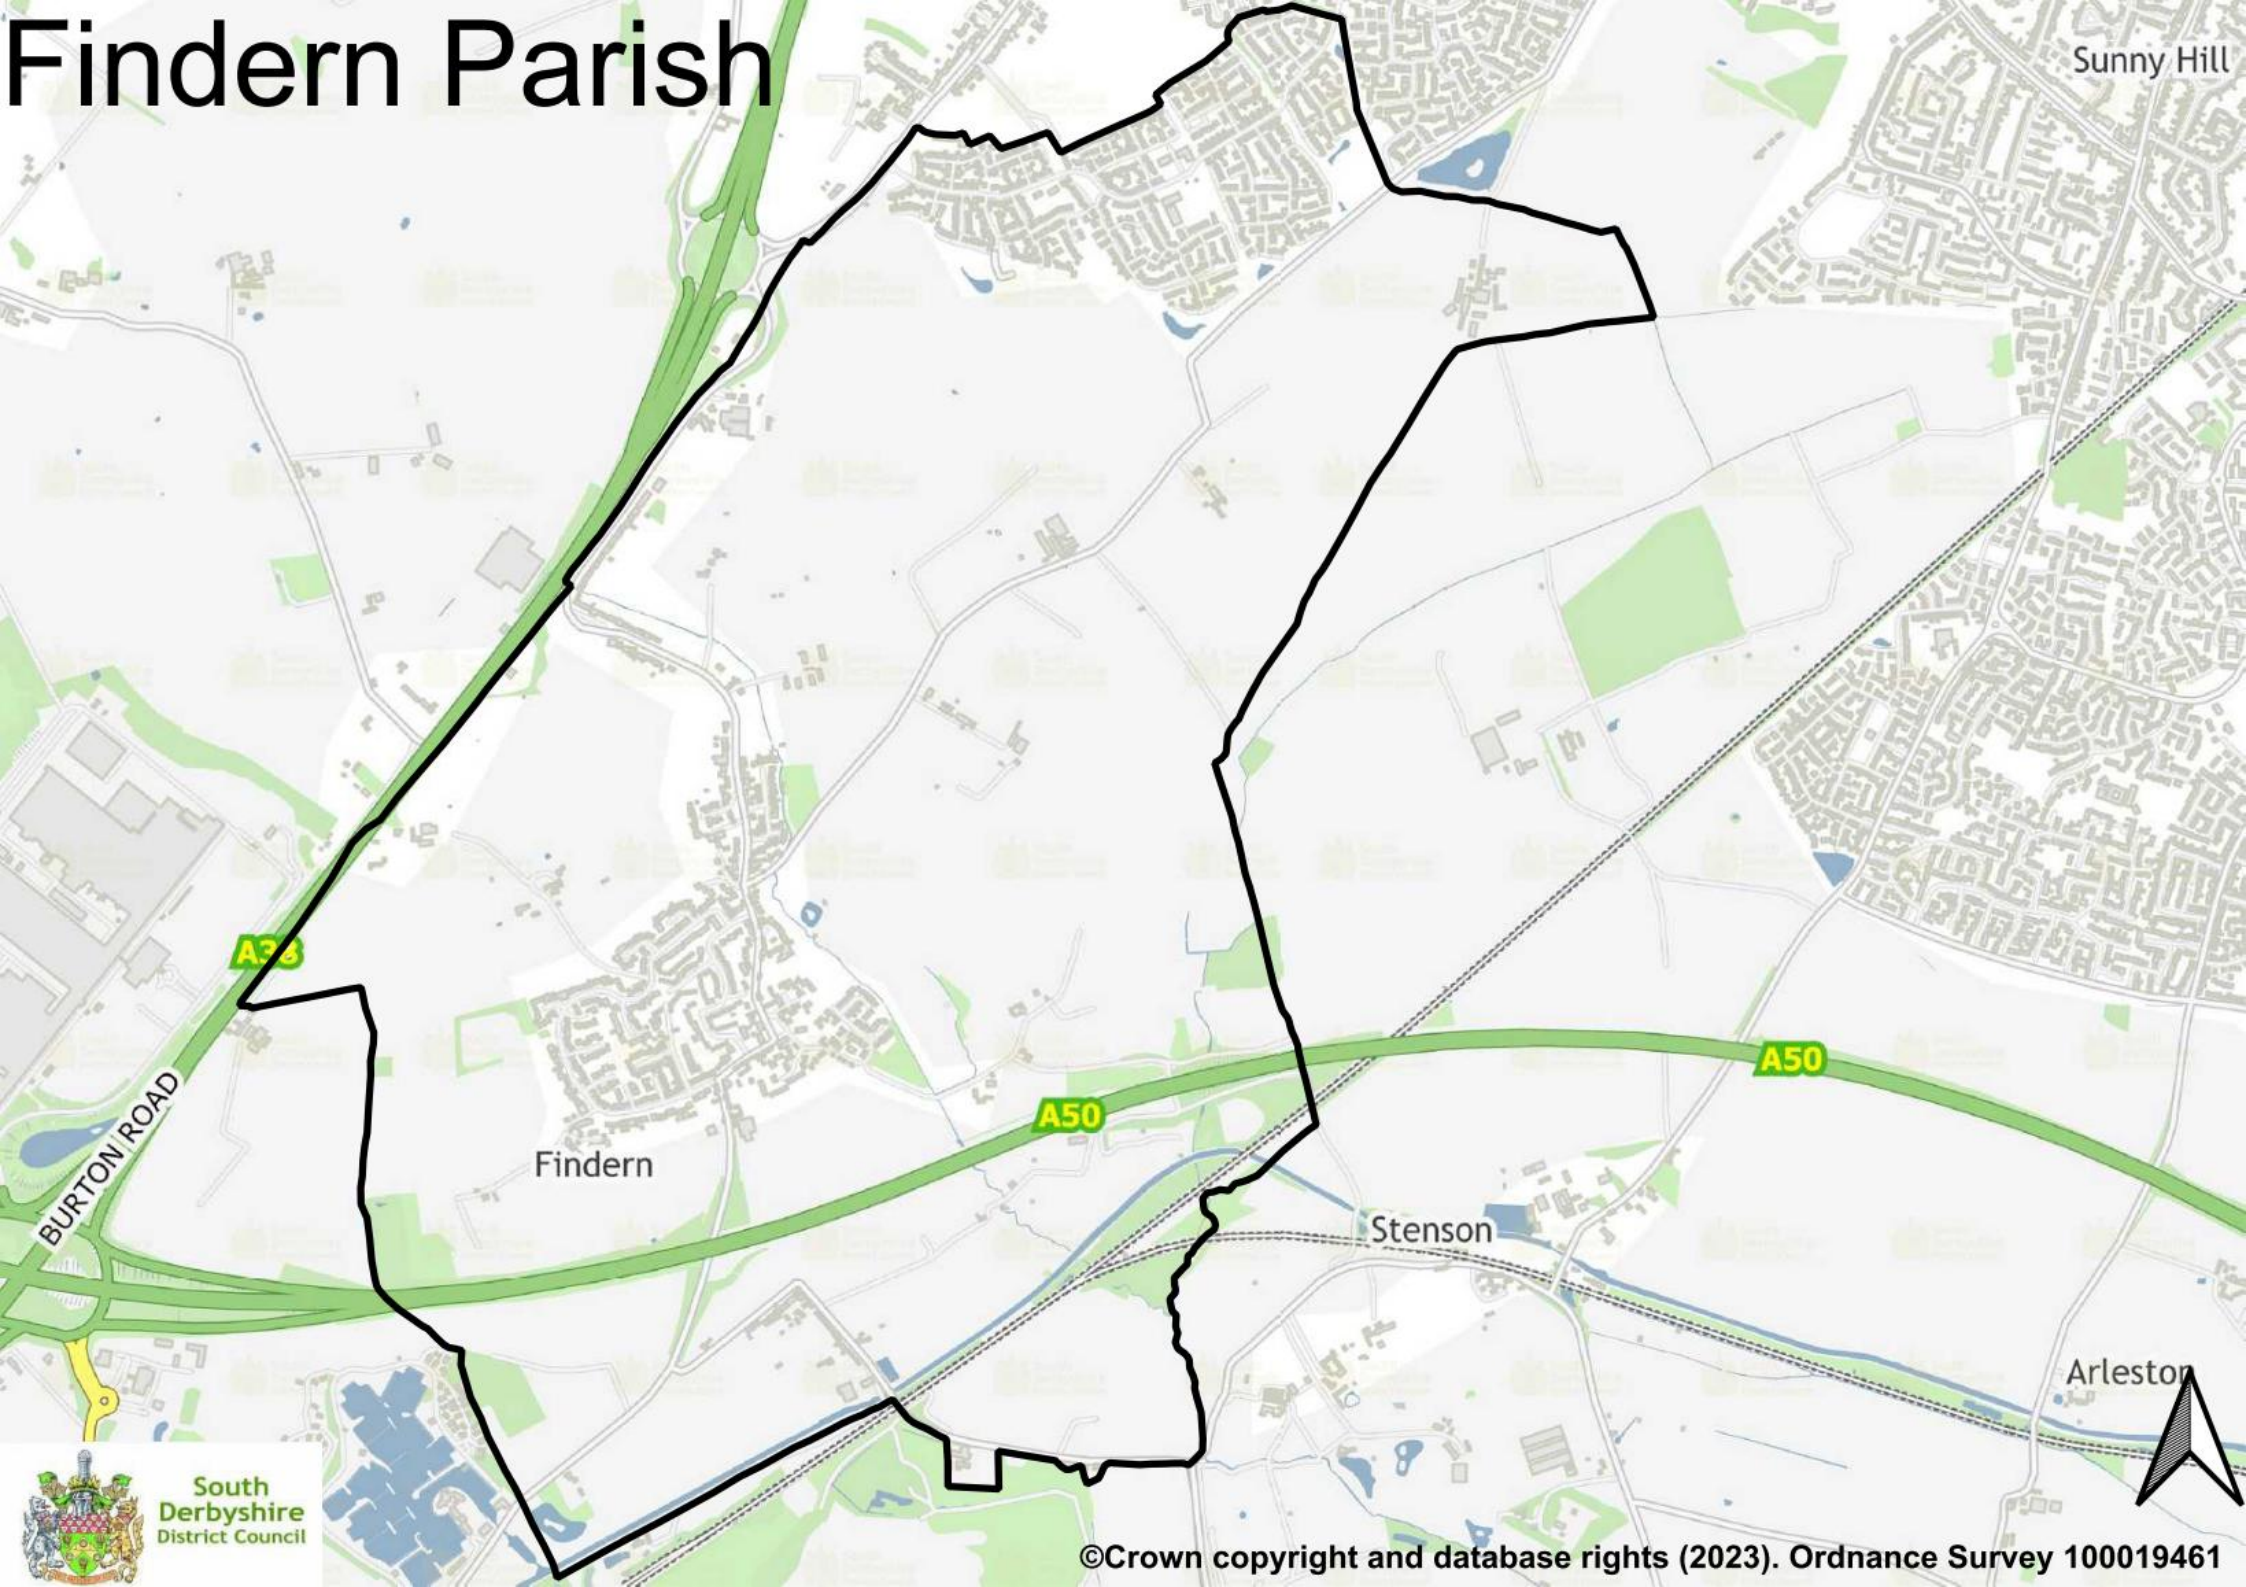 Findern Parish
Sunny Hill
A38
A50
A50
BURTON ROAD
Findern
Stenson
Arleston
South
Derbyshire
District Council
©Crown copyright and database rights (2023). Ordnance Survey 100019461